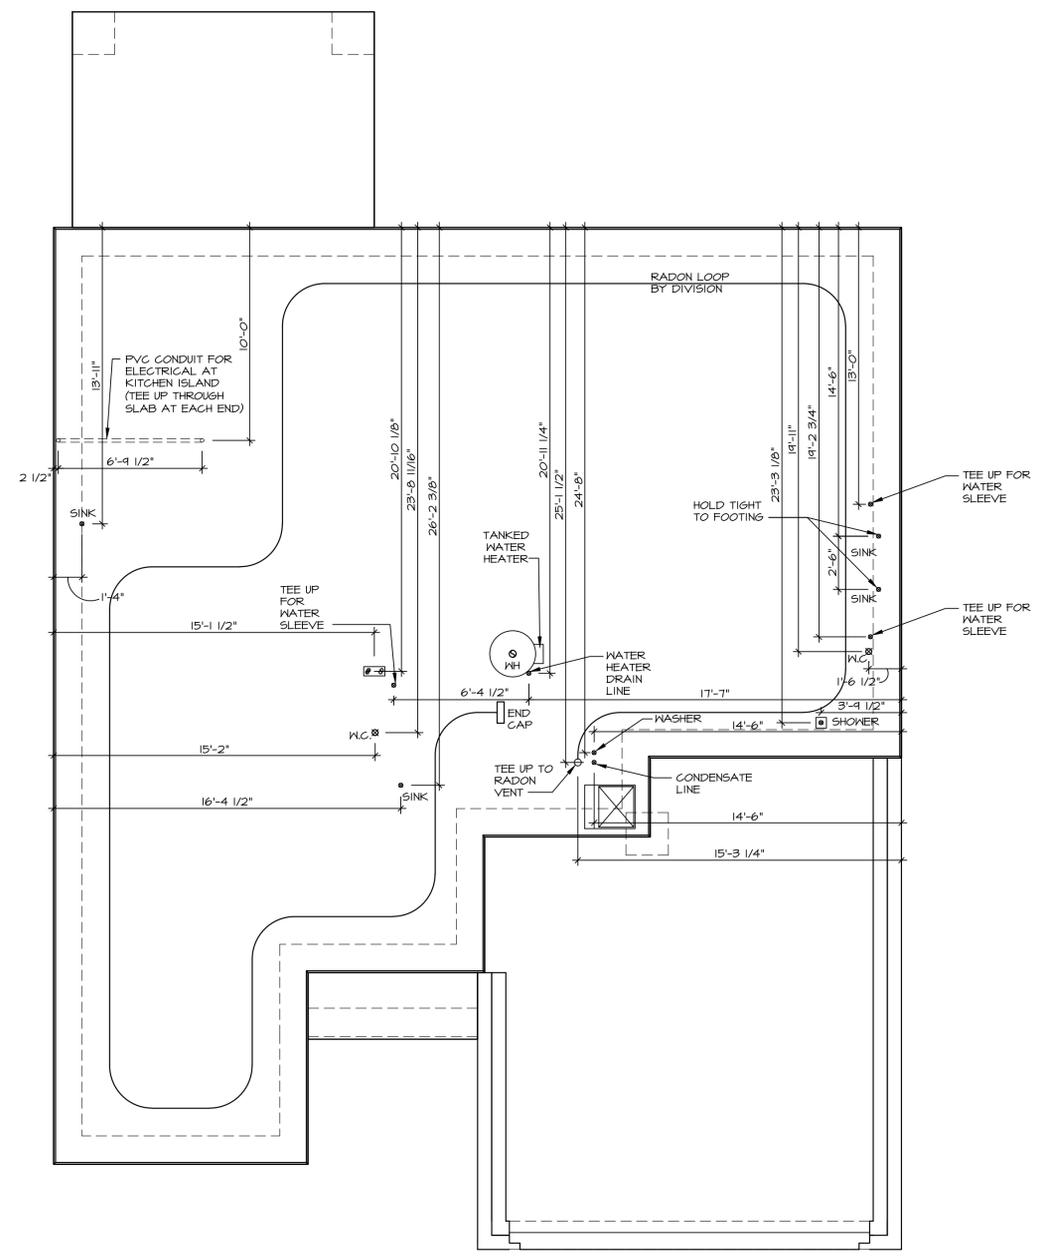 RADON LOOP
BY DIVISION
10'-0"
13'-11"
PVC CONDUIT FOR
ELECTRICAL AT
KITCHEN ISLAND
(TEE UP THROUGH
SLAB AT EACH END)
14'-6"
13'-0"
20'-10 1/8"
23'-8 11/16"
26'-2 3/8"
20'-11 1/4"
25'-1 1/2"
24'-8"
23'-3 1/8"
19'-11"
19'-2 3/4"
6'-9 1/2"
2 1/2"
SINK
TEE UP FOR
WATER
SLEEVE
HOLD TIGHT
TO FOOTING
SINK
2'-6"
SINK
TANKED
WATER
HEATER
1'-4"
TEE UP
FOR
WATER
SLEEVE
15'-1 1/2"
TEE UP FOR
WATER
SLEEVE
WH
WATER
HEATER
DRAIN
LINE
W.C.
1'-6 1/2"
6'-4 1/2"
17'-7"
3'-9 1/2"
END
CAP
WASHER
14'-6"
SHOWER
W.C.
15'-2"
TEE UP TO
RADON
VENT
CONDENSATE
LINE
SINK
16'-4 1/2"
14'-6"
15'-3 1/4"